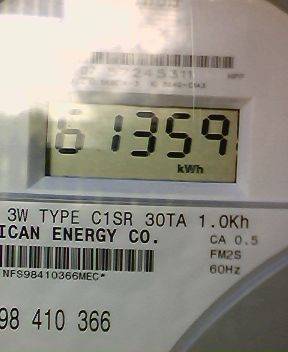 57245311
61359
kWh
3W TYPE C1SR 30TA 1.0Kh
ICAN ENERGY CO.
CA 0.5
FM2S
NFS98410366MEC*
60Hz
98 410 366